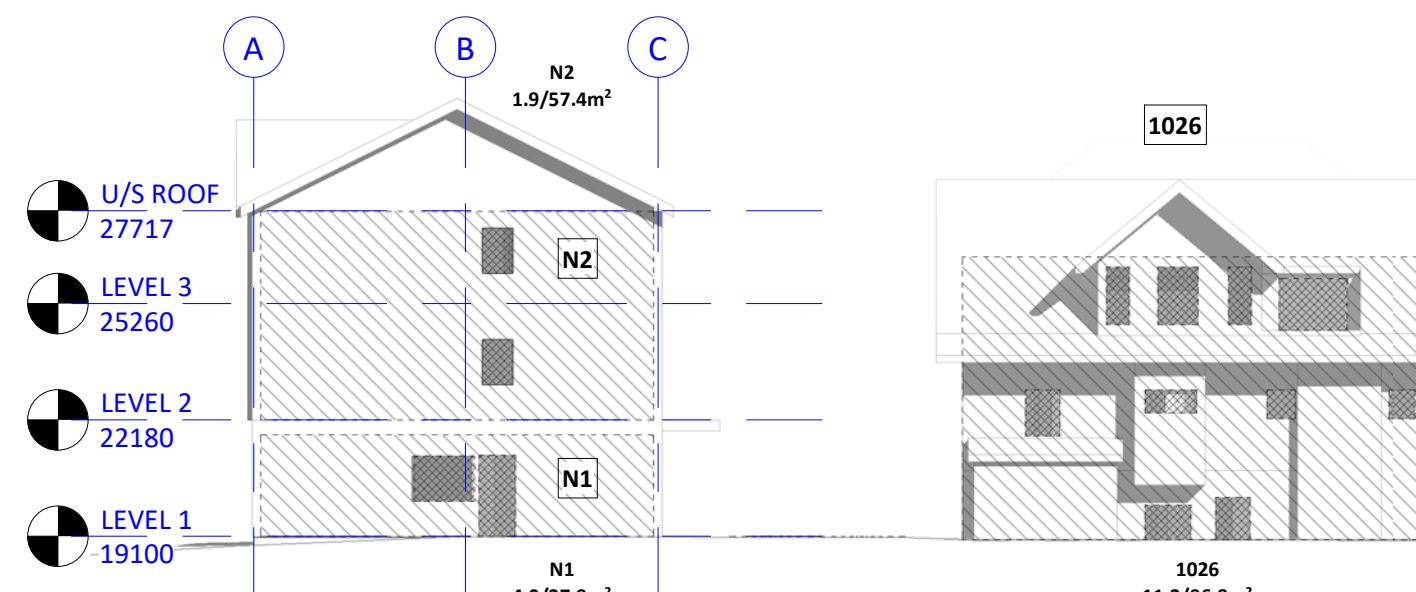 A
B
C
N2
1.9/57.4m²
1026
U/S ROOF
27717
N2
LEVEL 3
25260
LEVEL 2
22180
N1
LEVEL 1
19100
N1
1026